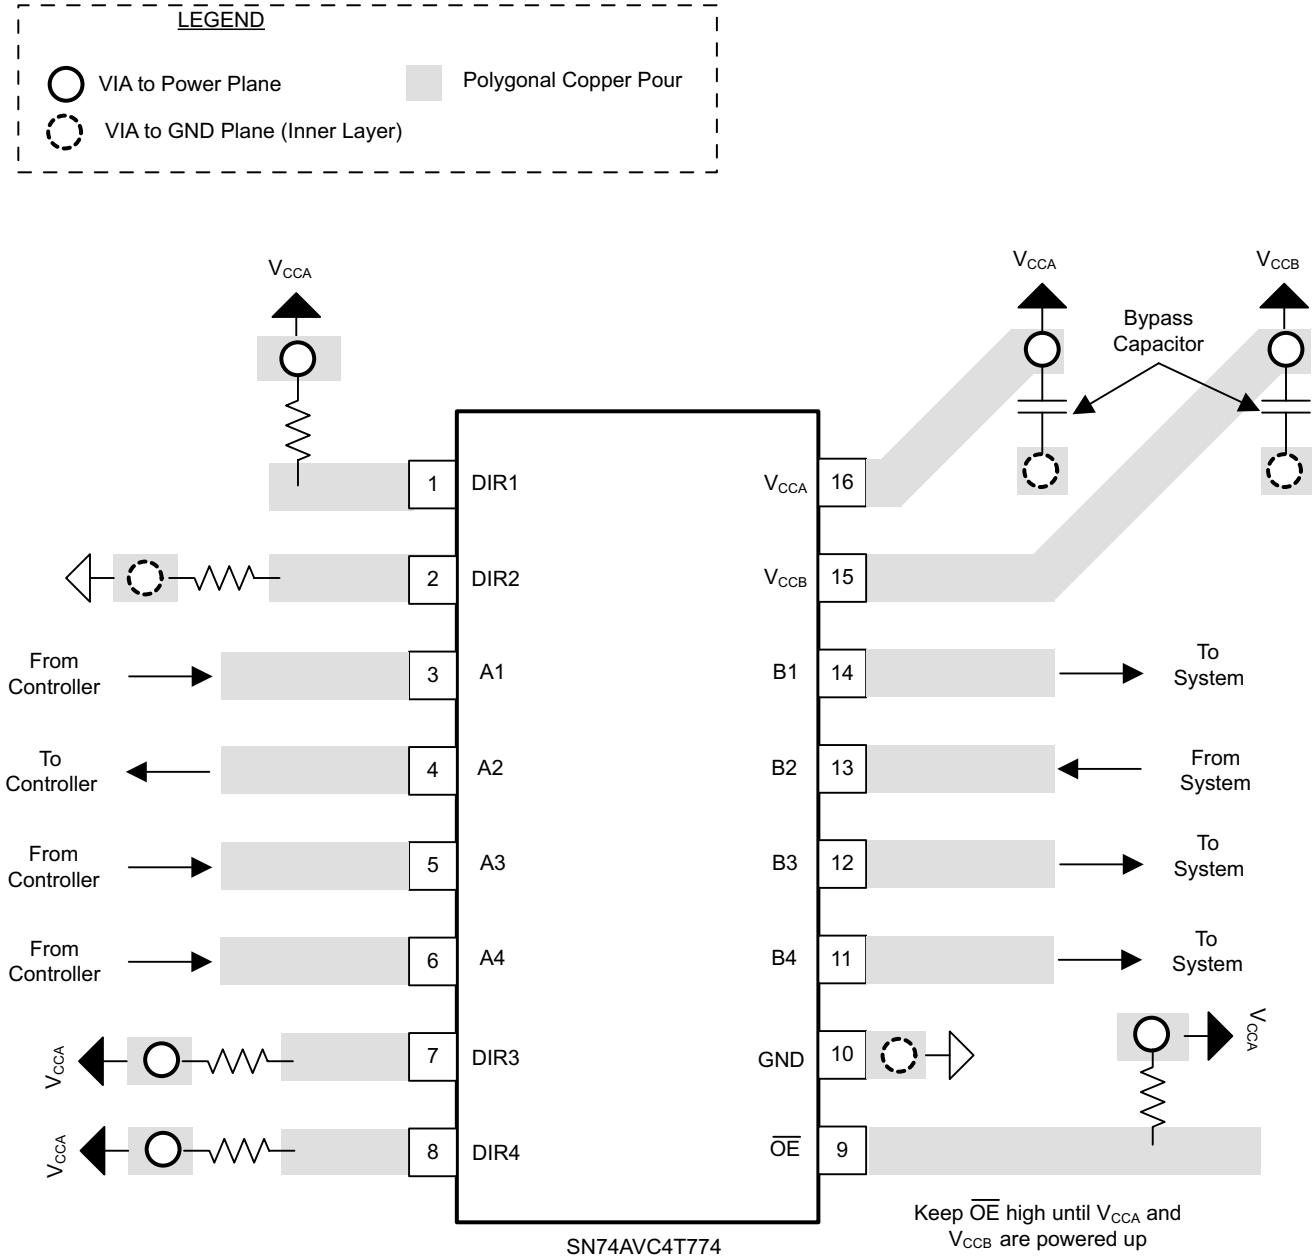 LEGEND
VIA to Power Plane
Polygonal Copper Pour
VIA to GND Plane (Inner Layer)
VCCA
VCCA
VCCB
Bypass
Capacitor
1 DIR1
VCCA 16
2 DIR2
VCCB 15
From
Controller
3 A1
B1 14
To
System
To
Controller
4 A2
B2 13
From
System
From
Controller
5 A3
B3 12
To
System
From
Controller
6 A4
B4 11
To
System
VCCA
7 DIR3
GND 10
VCCA
VCCA
8 DIR4
O̅E̅ 9
Keep O̅E̅ high until VCCA and
VCCB are powered up
SN74AVC4T774